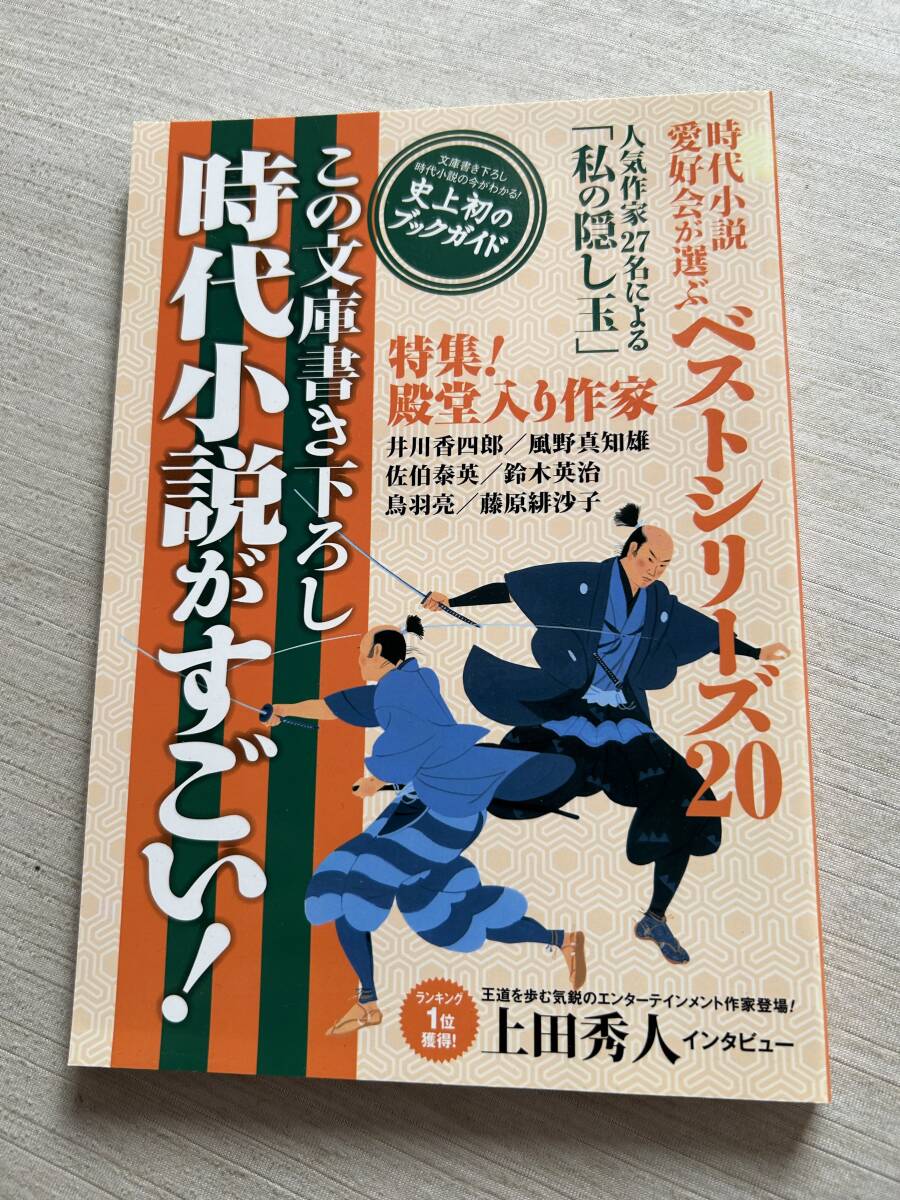 時代小説
愛好会が選ぶ
ベストシリーズ20
人気作家27名による
「私の隠し玉」
文庫書き下ろし
時代小説の今がわかる!
史上初の
ブックガイド
この文庫書き下ろし
時代小説がすごい!
特集!
殿堂入り作家
井川香四郎/風野真知雄
佐伯泰英/鈴木英治
鳥羽亮/藤原緋沙子
ランキング
1位
獲得!
王道を歩む気鋭のエンターテインメント作家登場!
上田秀人インタビュー